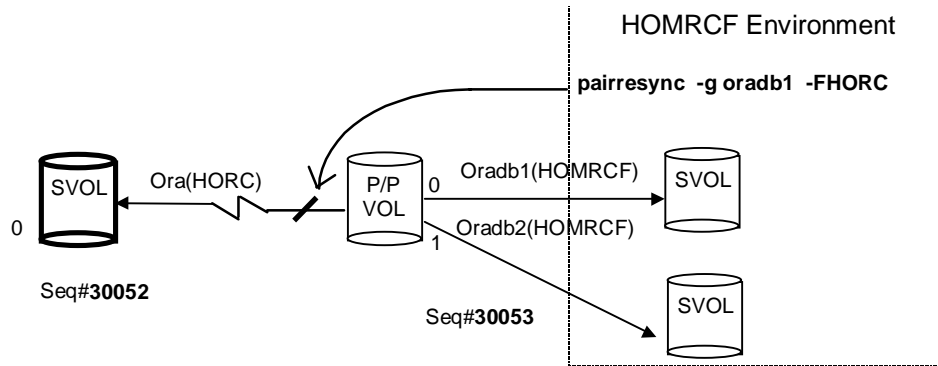 HOMRCF Environment
pairresync -g oradb1 -FHORC
SVOL
Ora(HORC)
P/P
VOL
0
Oradb1(HOMRCF)
SVOL
0
1
Oradb2(HOMRCF)
Seq#30052
Seq#30053
SVOL